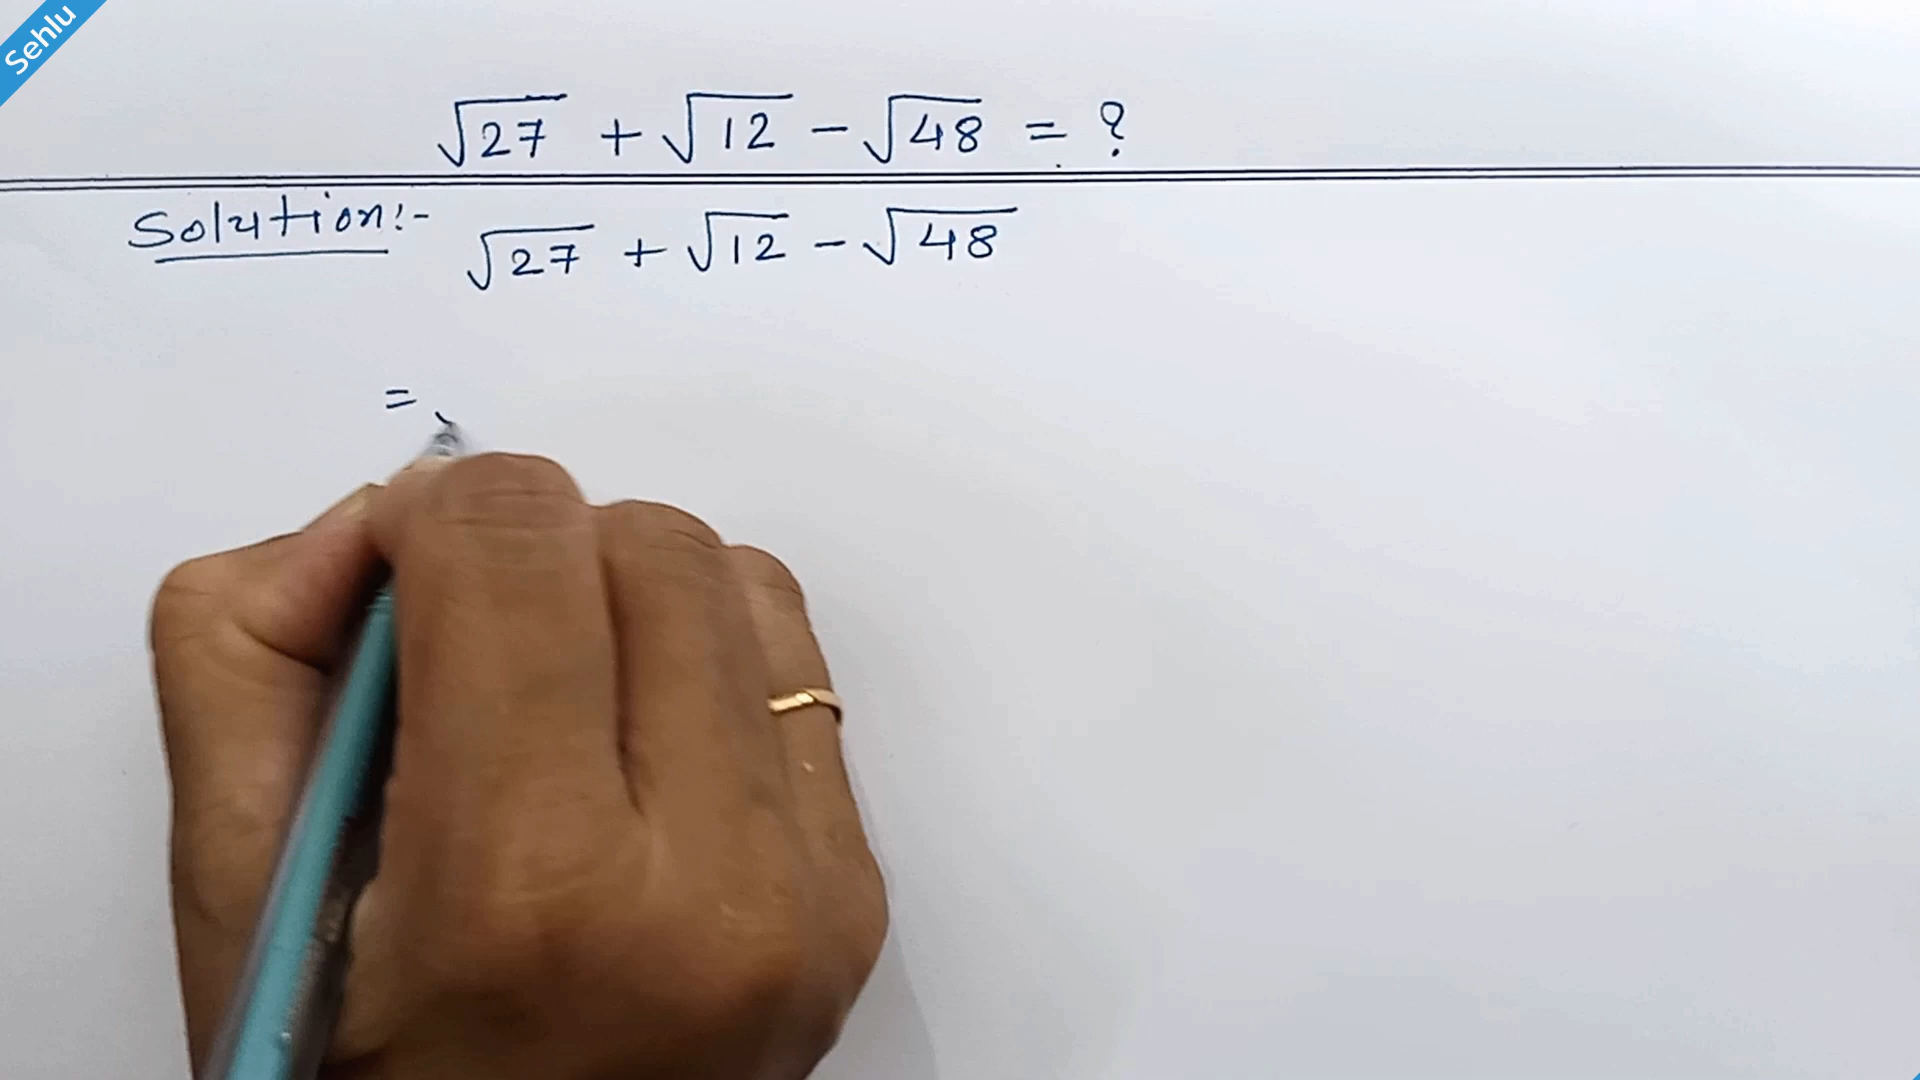 Sehlu
√27 + √12 - √48 = ?
Solution:- √27 + √12 - √48
=